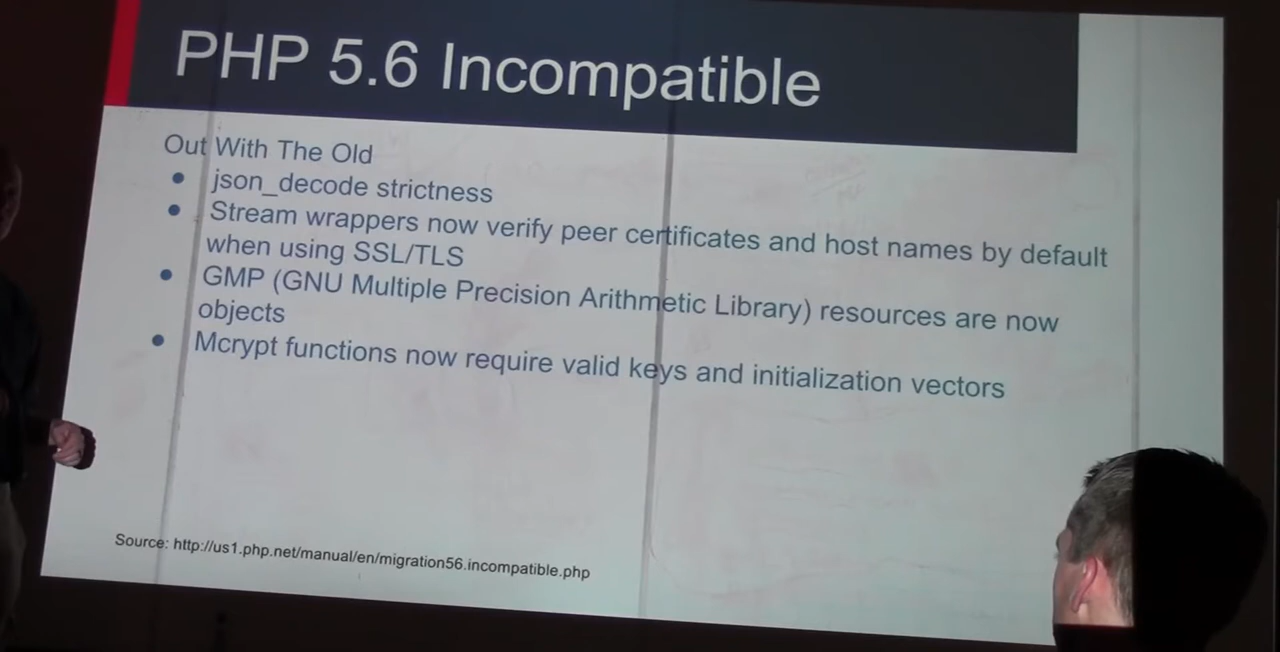 PHP 5.6 Incompatible
Out With The Old
● json_decode strictness
● Stream wrappers now verify peer certificates and host names by default
when using SSL/TLS
● GMP (GNU Multiple Precision Arithmetic Library) resources are now
objects
● Mcrypt functions now require valid keys and initialization vectors
Source: http://us1.php.net/manual/en/migration56.incompatible.php